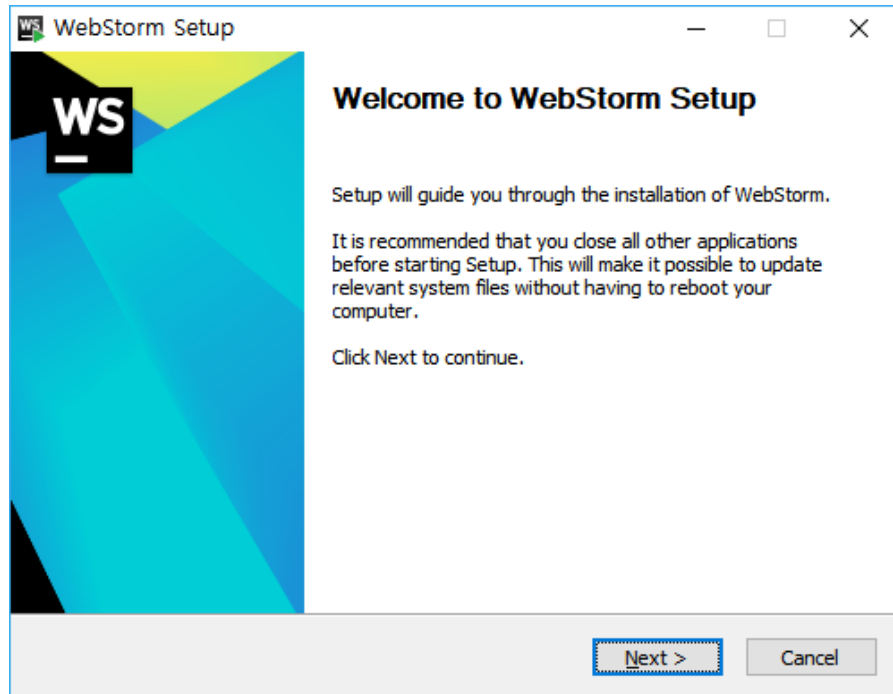 WebStorm Setup
WS
Welcome to WebStorm Setup
Setup will guide you through the installation of WebStorm.
It is recommended that you close all other applications
before starting Setup. This will make it possible to update
relevant system files without having to reboot your
computer.
Click Next to continue.
Next >
Cancel